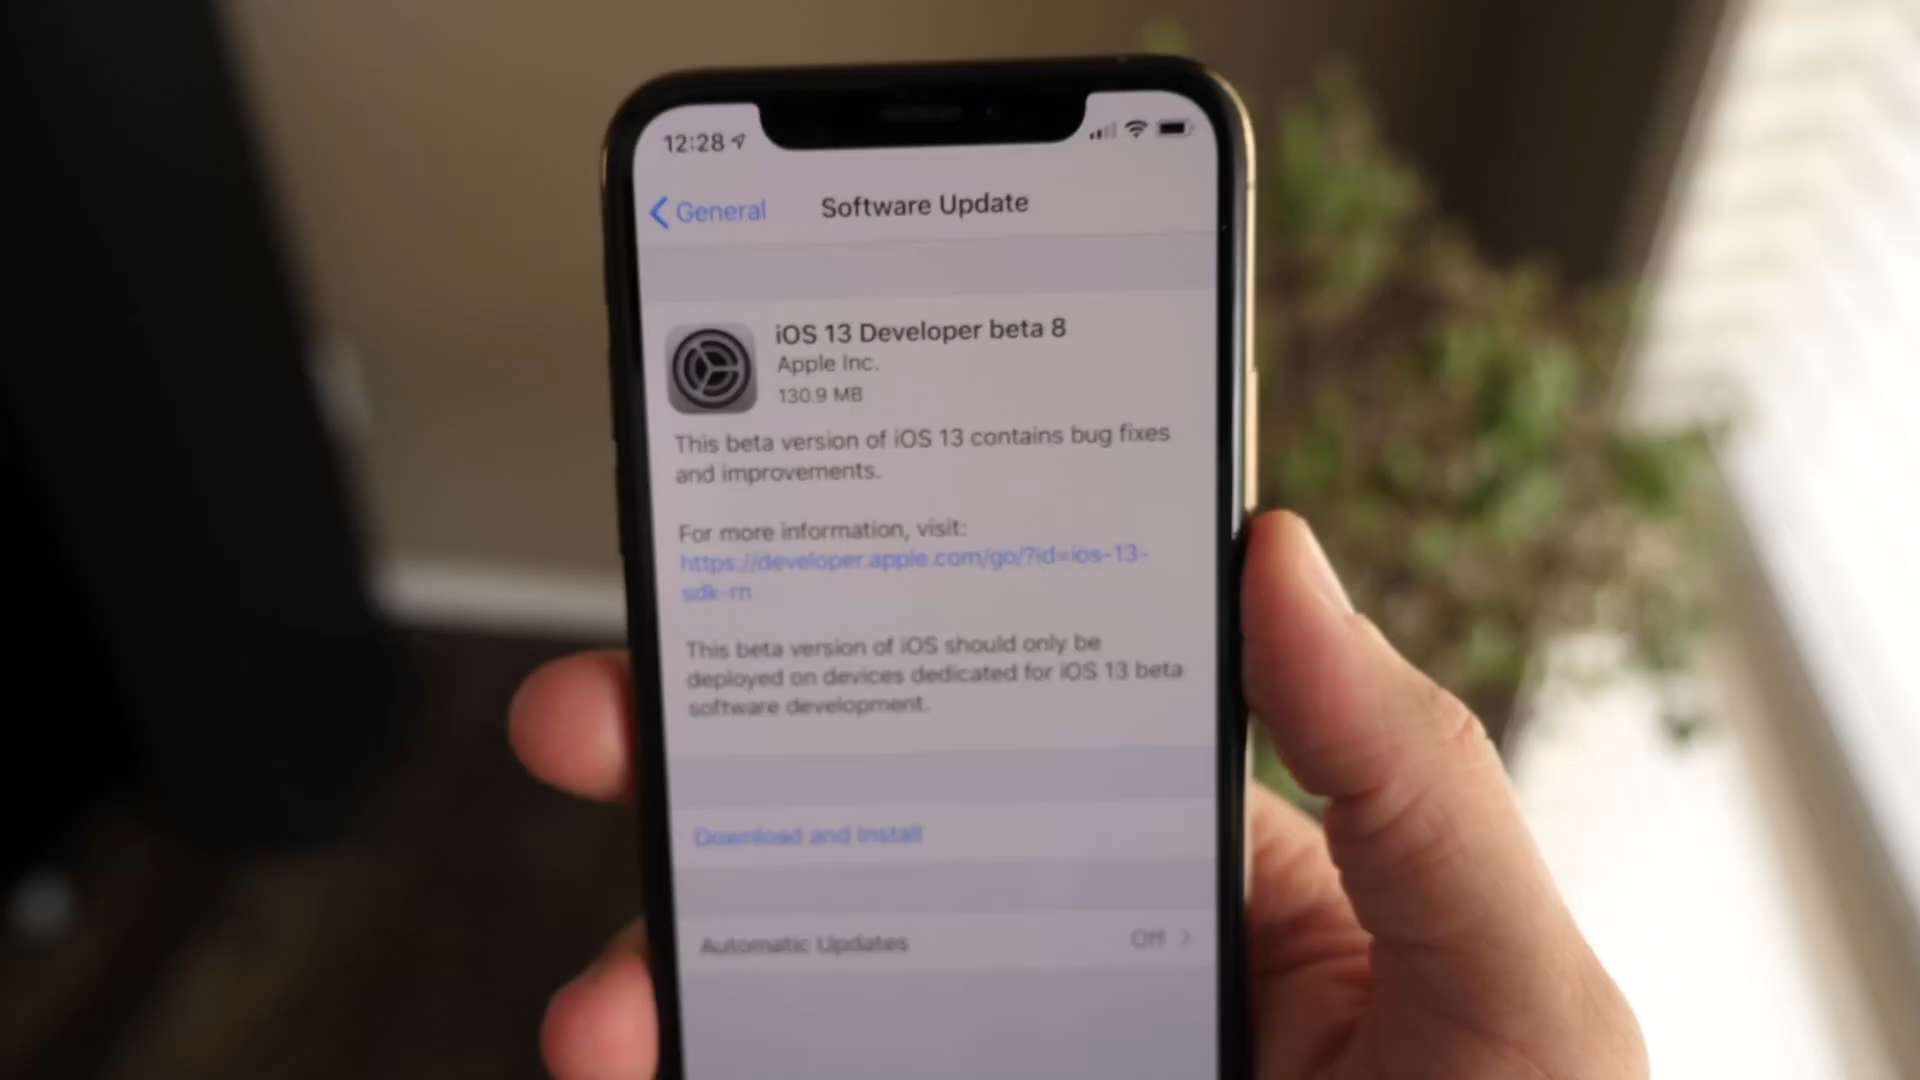 12:28
General
Software Update
iOS 13 Developer beta 8
Apple Inc.
130.9 MB
This beta version of iOS 13 contains bug fixes
and improvements.
For more information, visit:
https://developer.apple.com/go/?id=ios-13-
sdk-rn
This beta version of iOS should only be
deployed on devices dedicated for iOS 13 beta
software development.
Download and Install
Automatic Updates Off